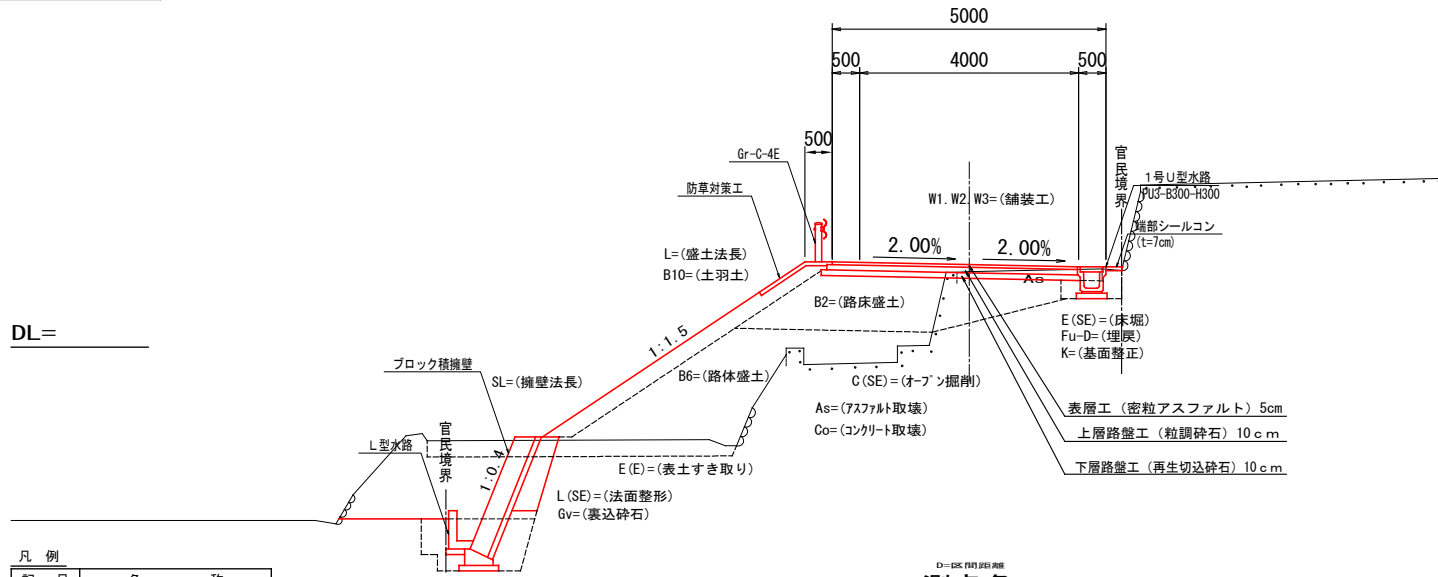 5000
500
4000
500
500
Gr-C-4E
官民境界
1号U型水路
PU3-B300-H300
防草対策工
W1.W2.W3=(舗装工)
端部シールコン
(t=7cm)
L=(盛土法長)
B10=(土羽土)
2.00%
2.00%
As
B2=(路床盛土)
E(SE)=(床堀)
Fu-D=(埋戻)
K=(基面整正)
DL=
1:1.5
ブロック積擁壁
SL=(擁壁法長)
B6=(路体盛土)
C(SE)=(オープン掘削)
As=(アスファルト取壊)
Co=(コンクリート取壊)
表層工(密粒アスファルト)5cm
上層路盤工(粒調砕石)10cm
下層路盤工(再生切込砕石)10cm
L型水路
官民境界
1:0.4
E(E)=(表土すき取り)
L(SE)=(法面整形)
Gv=(裏込砕石)
凡 例
D=区間距離